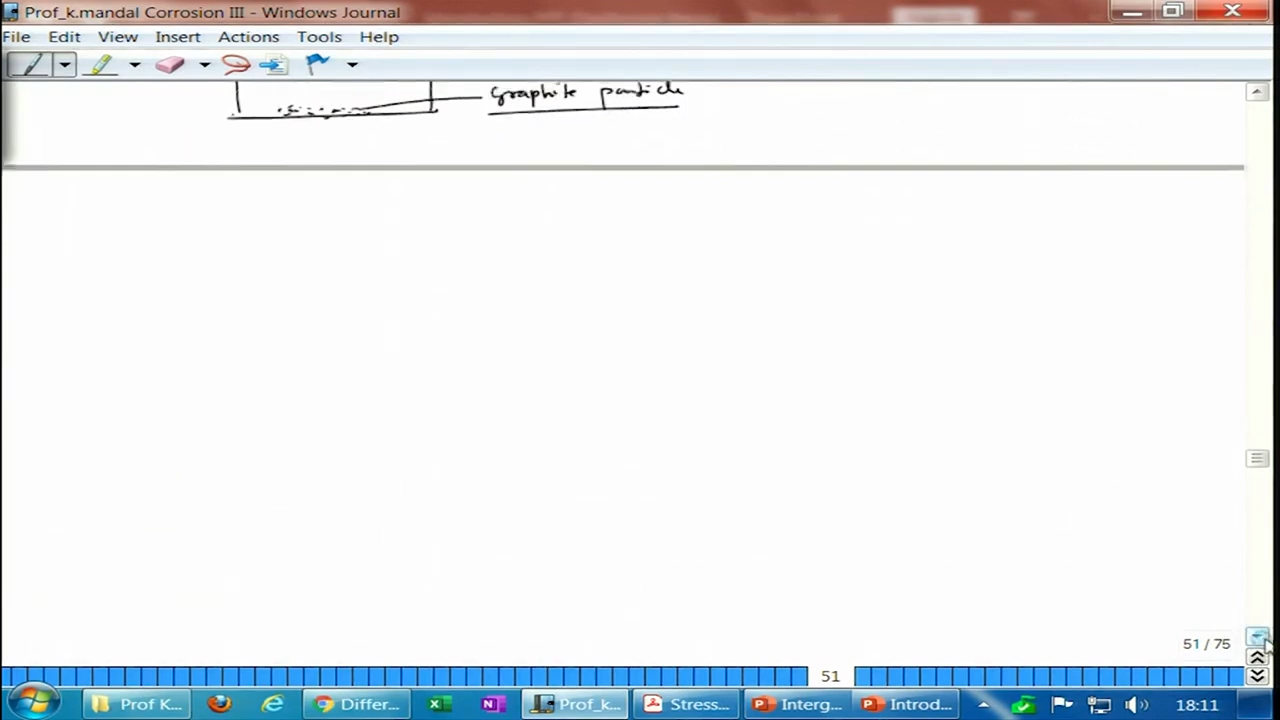 Prof_k.mandal Corrosion III - Windows Journal
File Edit View Insert Actions Tools Help
Graphite particle
51 / 75
51
Prof K...
Differ...
Prof_k...
Stress...
Interg...
Introd...
18:11